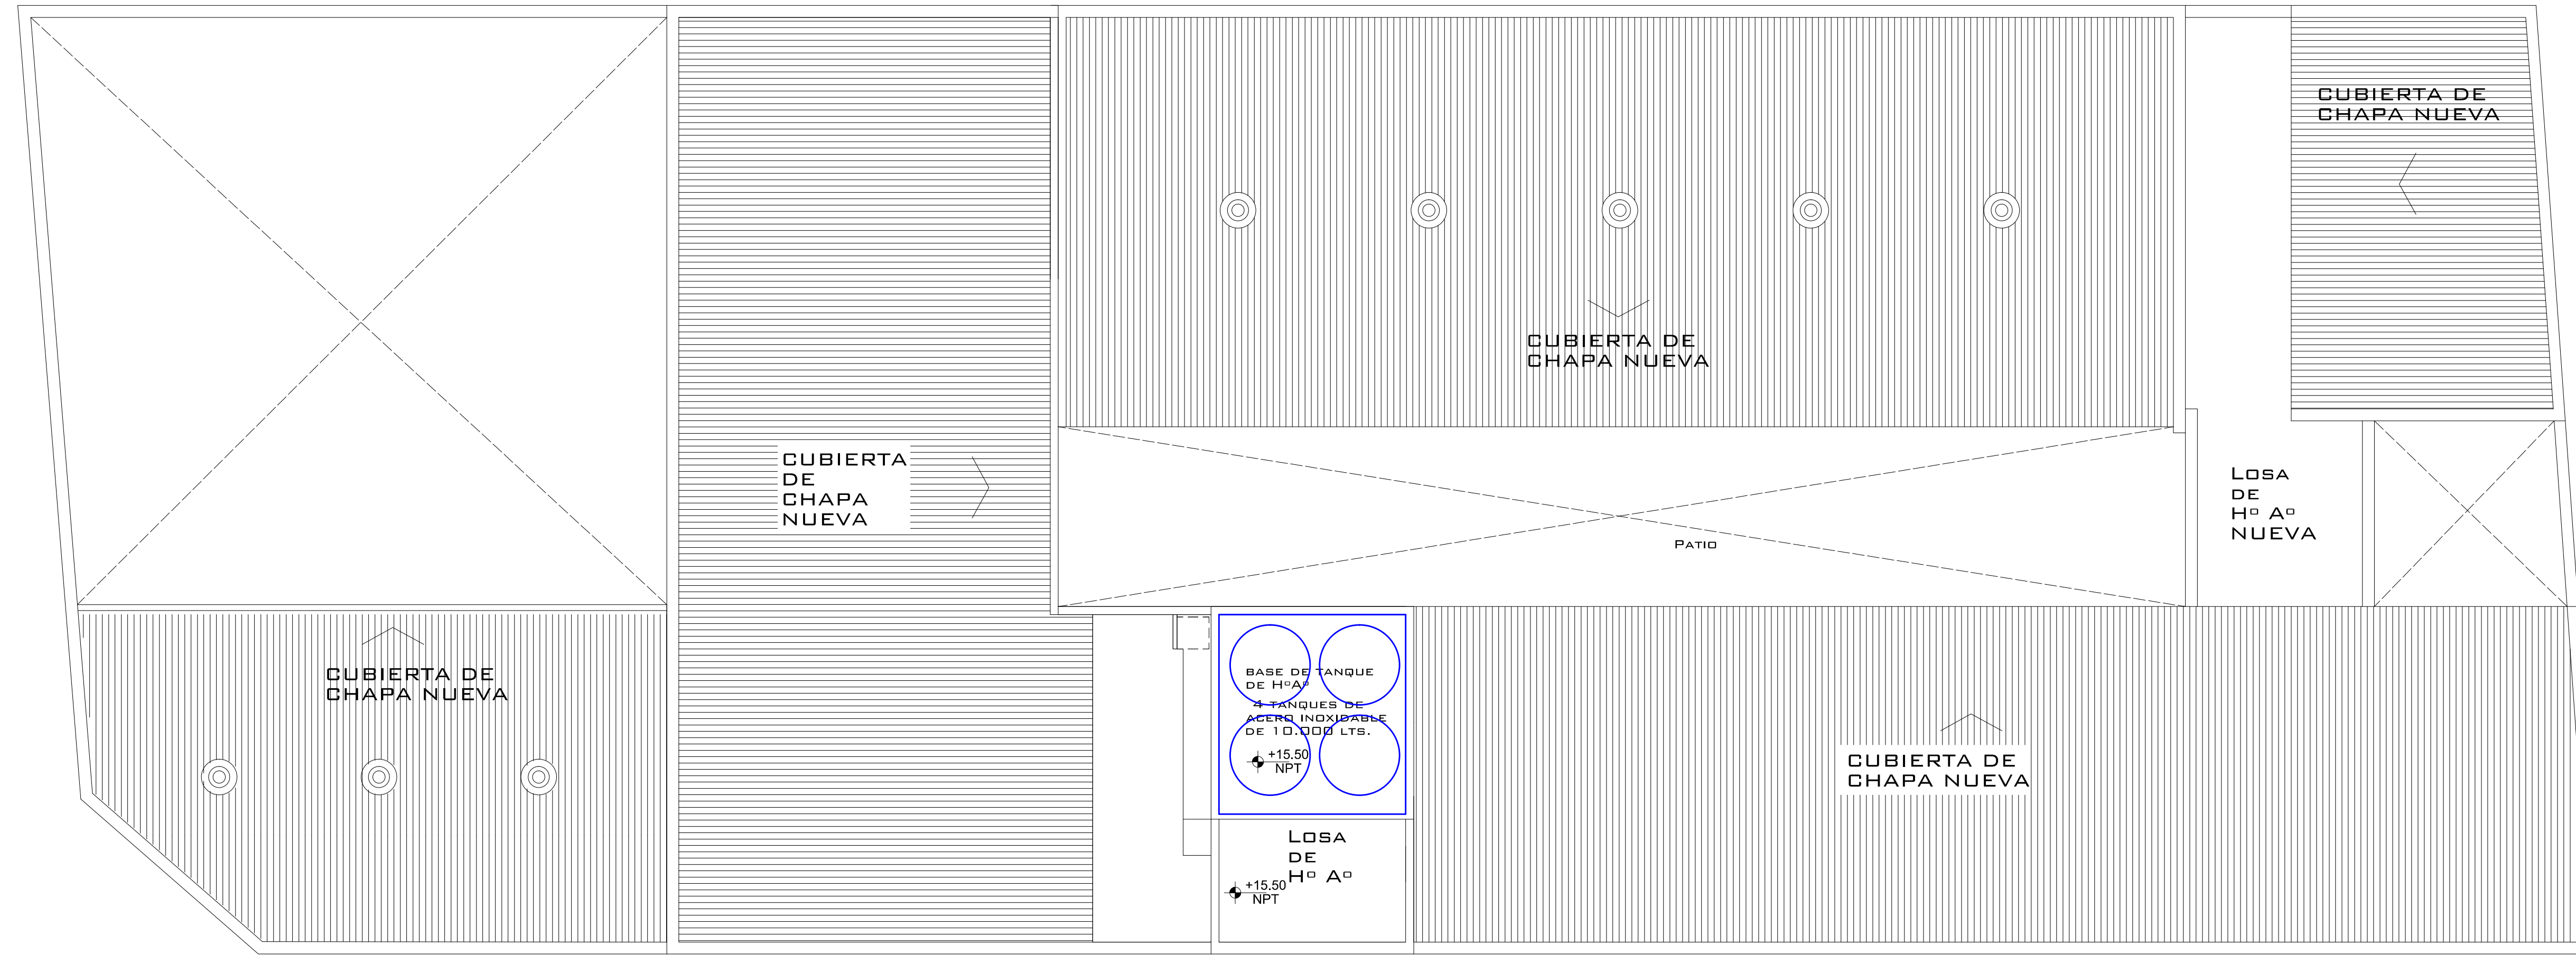 CUBIERTA DE
CHAPA NUEVA
CUBIERTA DE
CHAPA NUEVA
CUBIERTA
DE
CHAPA
NUEVA
LOSA
DE
Hº Aº
NUEVA
PATIO
CUBIERTA DE
CHAPA NUEVA
BASE DE TANQUE
DE HºAº
4 TANQUES DE
ACERO INOXIDABLE
DE 10.000 LTS.
+15.50
NPT
CUBIERTA DE
CHAPA NUEVA
LOSA
DE
Hº Aº
+15.50
NPT